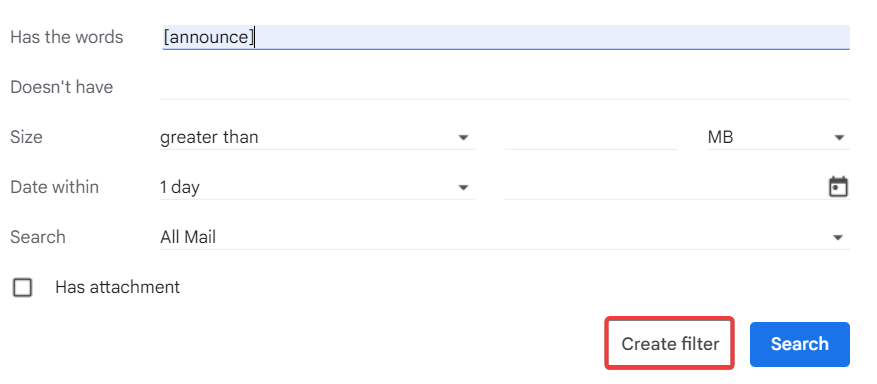 Has the words [announce]
Doesn't have
Size greater than MB
Date within 1 day
Search All Mail
Has attachment
Create filter Search